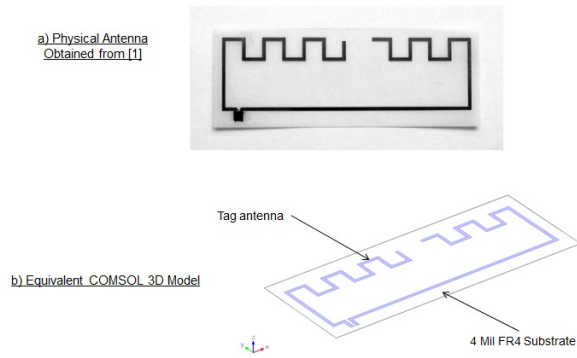 a) Physical Antenna
Obtained from [1]
Tag antenna
b) Equivalent COMSOL 3D Model
4 Mil FR4 Substrate
z
y
x